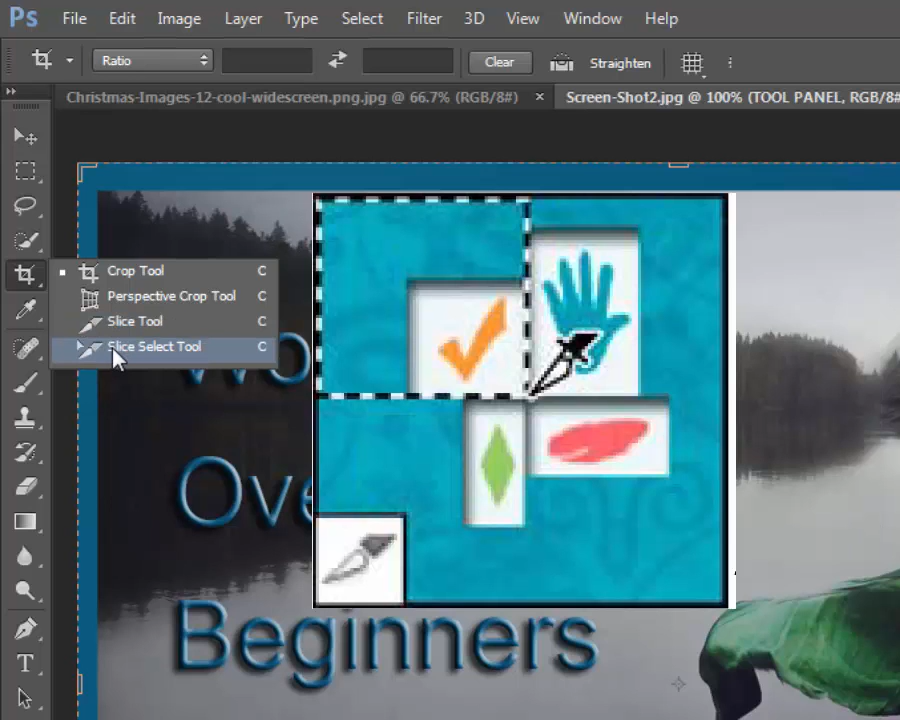 Ps File Edit Image Layer Type Select Filter 3D View Window Help
Ratio Clear Straighten
Christmas-Images-12-cool-widescreen.png.jpg @ 66.7% (RGB/8#) × Screen-Shot2.jpg @ 100% (TOOL PANEL, RGB/8#
Crop Tool C
Perspective Crop Tool C
Slice Tool C
Slice Select Tool C
Beginners
T